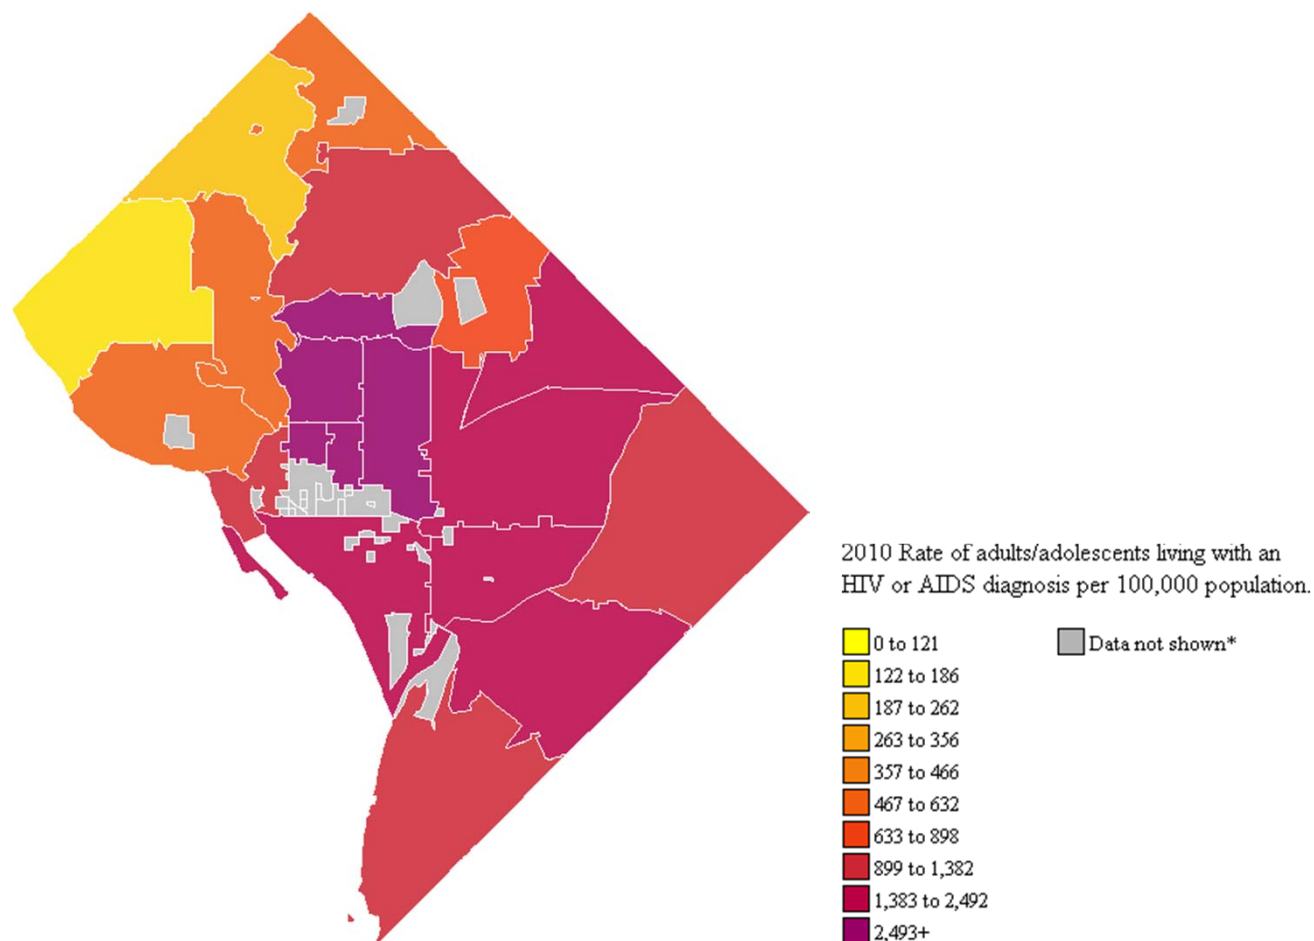 2010 Rate of adults/adolescents living with an
HIV or AIDS diagnosis per 100,000 population.
0 to 121
Data not shown*
122 to 186
187 to 262
263 to 356
357 to 466
467 to 632
633 to 898
899 to 1,382
1,383 to 2,492
2,493+